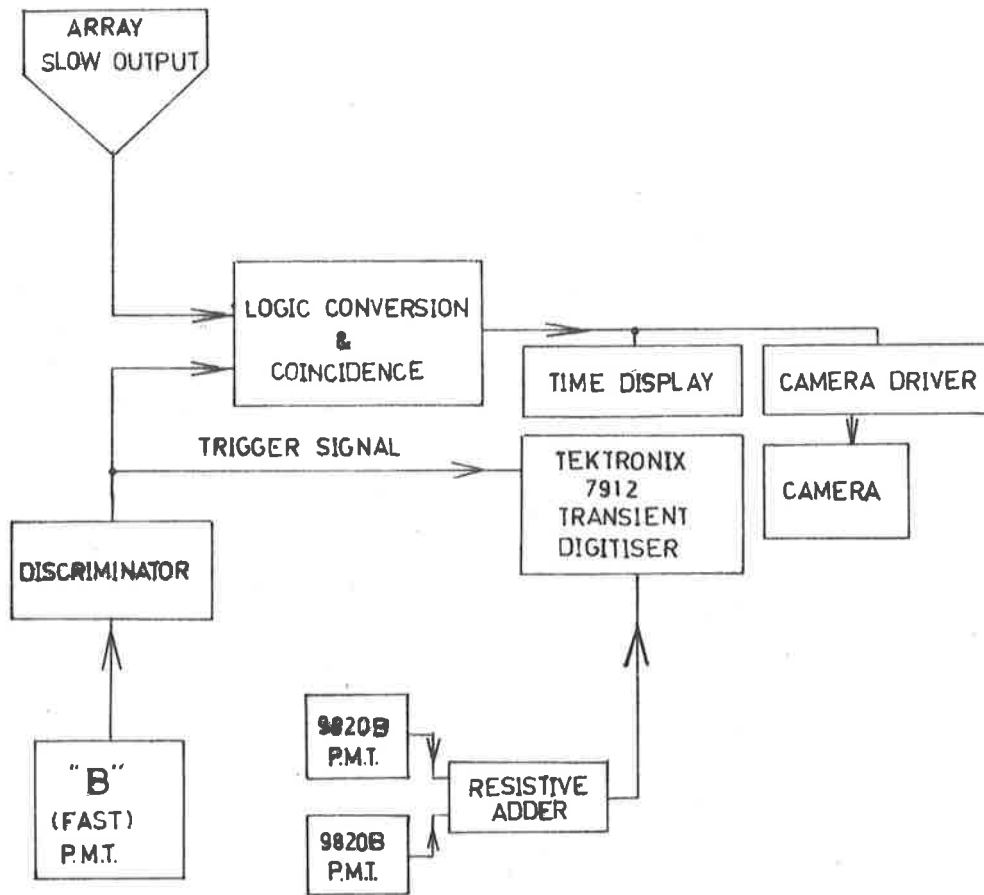 ARRAY
SLOW OUTPUT
LOGIC CONVERSION
&
COINCIDENCE
TIME DISPLAY
CAMERA DRIVER
TRIGGER SIGNAL
TEKTRONIX
7912
TRANSIENT
DIGITISER
CAMERA
DISCRIMINATOR
"B"
(FAST)
P.M.T.
9820B
P.M.T.
RESISTIVE
ADDER
9820B
P.M.T.